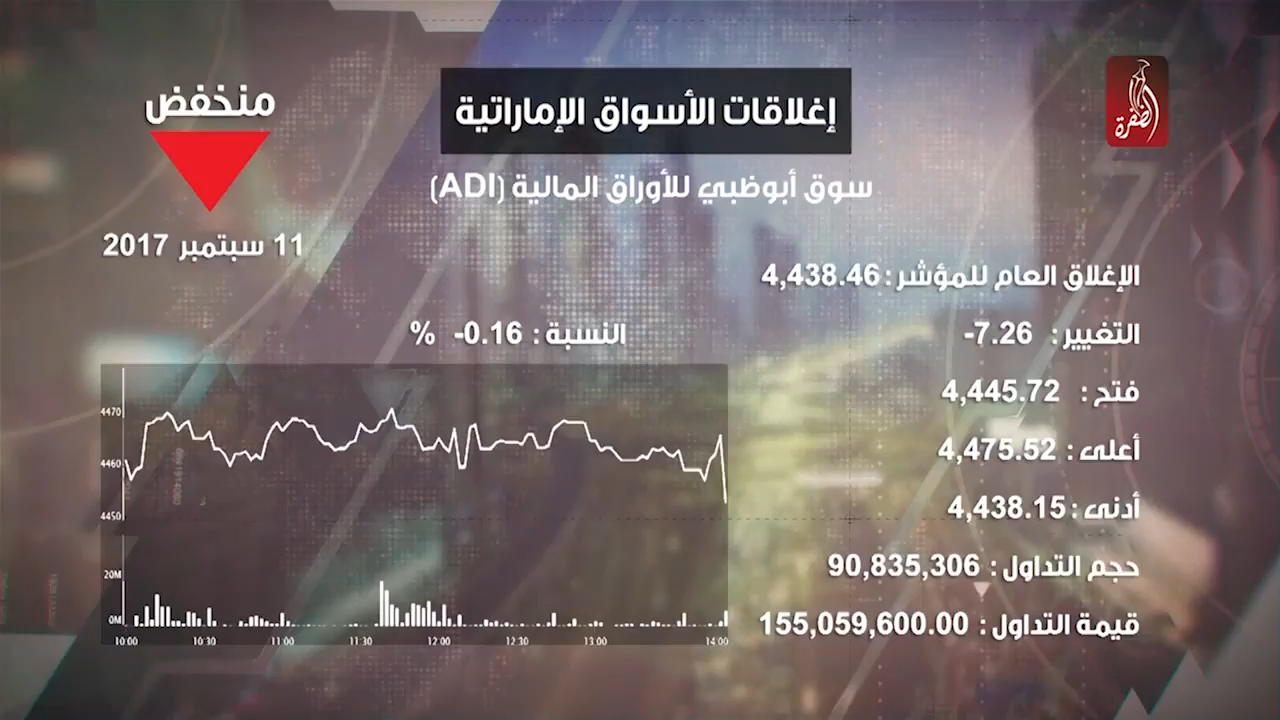 إغلاقات الأسواق الإماراتية
سوق أبوظبي للأوراق المالية (ADI)
الظفرة
منخفض
11 سبتمبر 2017
الإغلاق العام للمؤشر: 4,438.46
التغيير: -7.26
النسبة: -0.16 %
فتح: 4,445.72
أعلى: 4,475.52
أدنى: 4,438.15
حجم التداول: 90,835,306
قيمة التداول: 155,059,600.00
4470
4460
4450
20M
0M
10:00 10:30 11:00 11:30 12:00 12:30 13:00 14:00